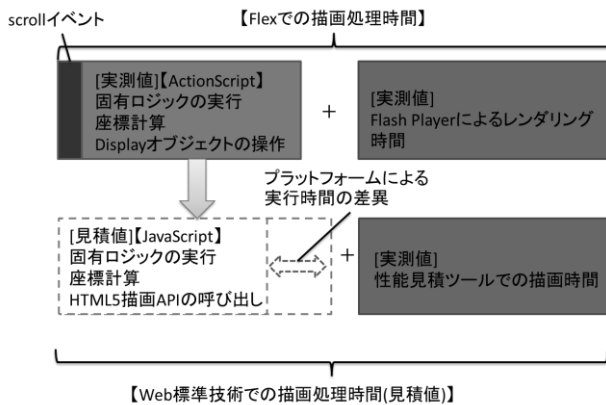 scrollイベント
【Flexでの描画処理時間】
[実測値]【ActionScript】
固有ロジックの実行
座標計算
Displayオブジェクトの操作
+
[実測値]
Flash Playerによるレンダリング
時間
プラットフォームによる
実行時間の差異
[見積値]【JavaScript】
固有ロジックの実行
座標計算
HTML5描画APIの呼び出し
+
[実測値]
性能見積ツールでの描画時間
【Web標準技術での描画処理時間(見積値)】